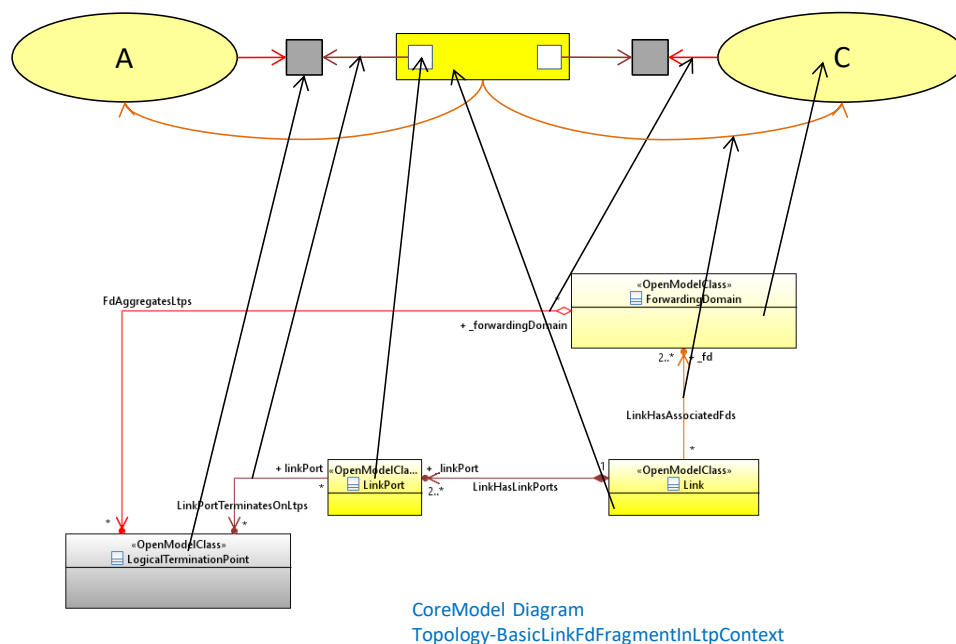 A
C
«OpenModelClass»
ForwardingDomain
FdAggregatesLtps
*
+ _forwardingDomain
2..*
+ _fd
LinkHasAssociatedFds
*
+ linkPort
*
«OpenModelCla...
LinkPort
+ _linkPort
2..*
LinkHasLinkPorts
1
«OpenModelClass»
Link
LinkPortTerminatesOnLtps
*
*
«OpenModelClass»
LogicalTerminationPoint
CoreModel Diagram
Topology-BasicLinkFdFragmentInLtpContext